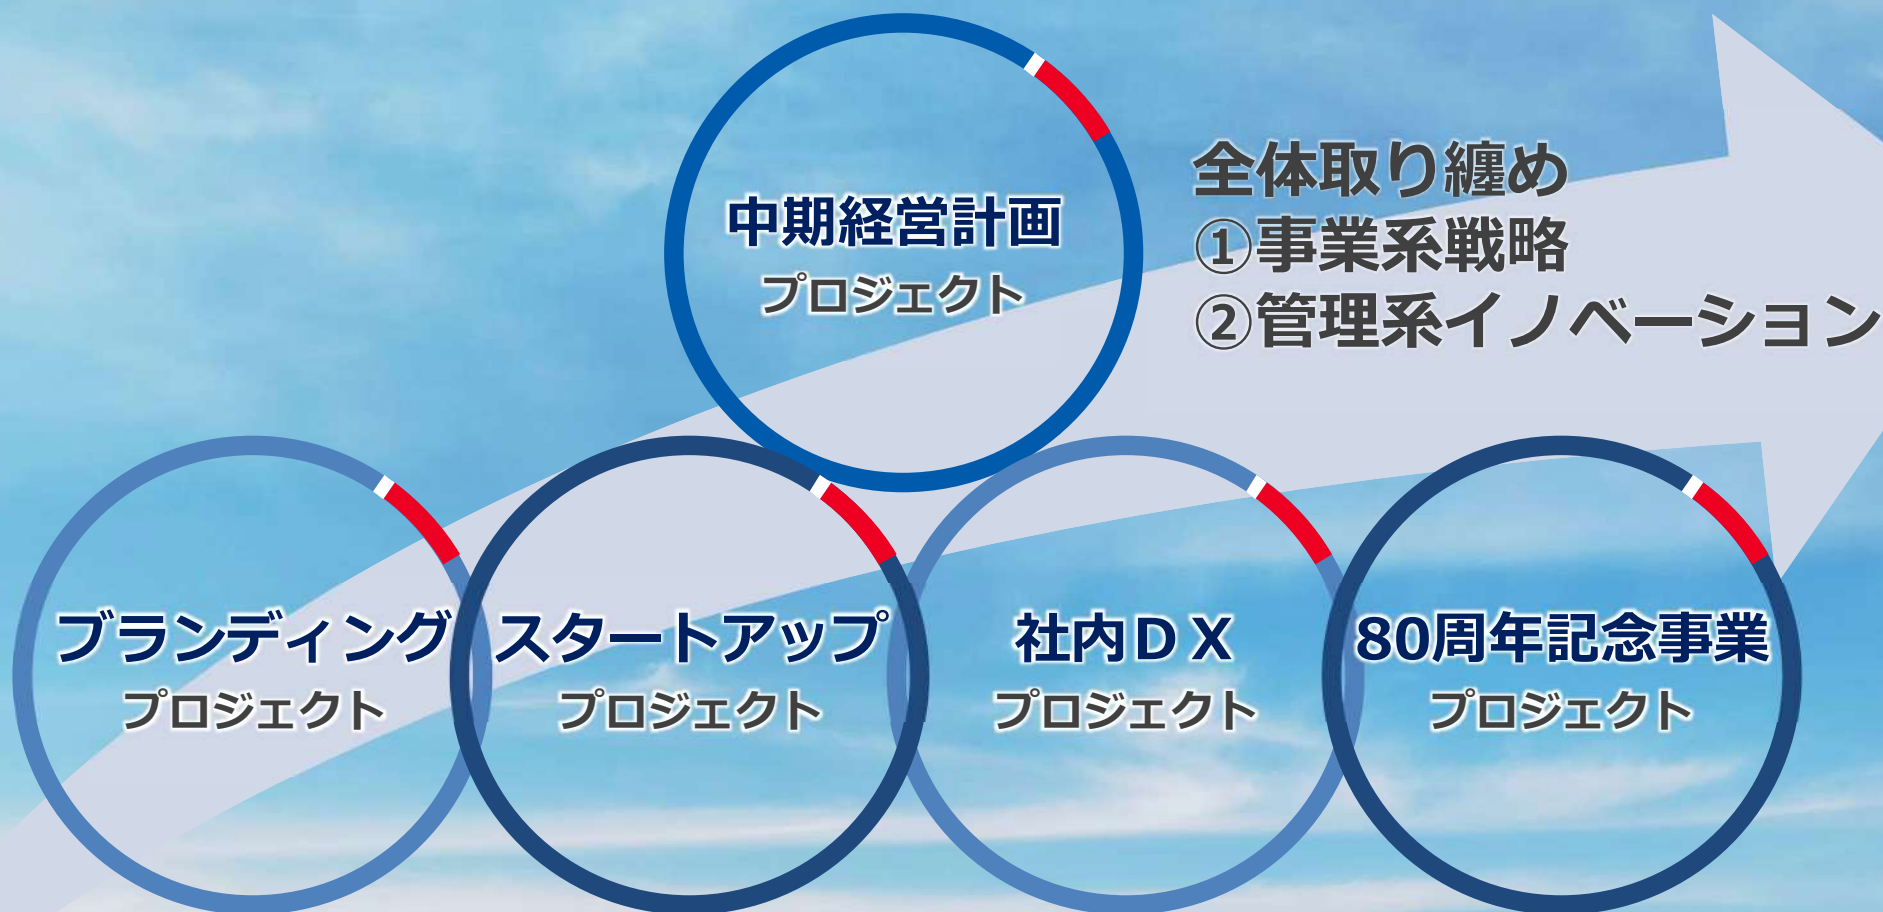 中期経営計画
プロジェクト
全体取り纏め
①事業系戦略
②管理系イノベーション
ブランディング
プロジェクト
スタートアップ
プロジェクト
社内ＤＸ
プロジェクト
80周年記念事業
プロジェクト